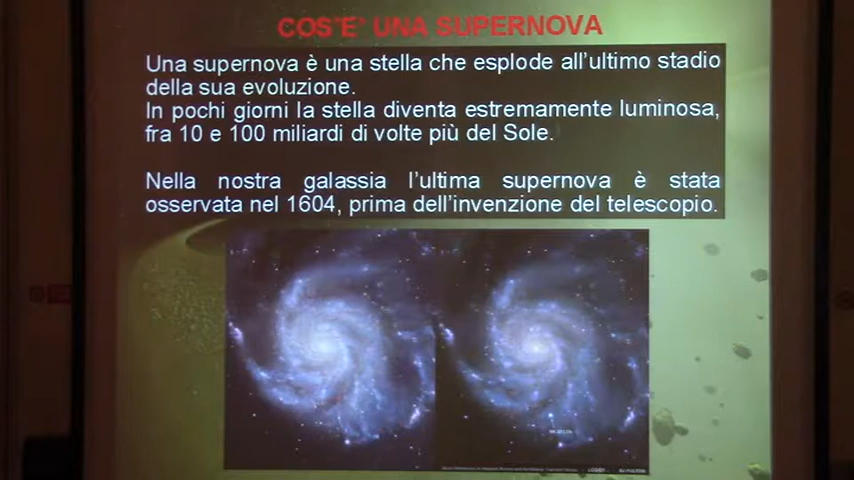 COS'E' UNA SUPERNOVA
Una supernova è una stella che esplode all'ultimo stadio
della sua evoluzione.
In pochi giorni la stella diventa estremamente luminosa,
fra 10 e 100 miliardi di volte più del Sole.
Nella nostra galassia l'ultima supernova è stata
osservata nel 1604, prima dell'invenzione del telescopio.